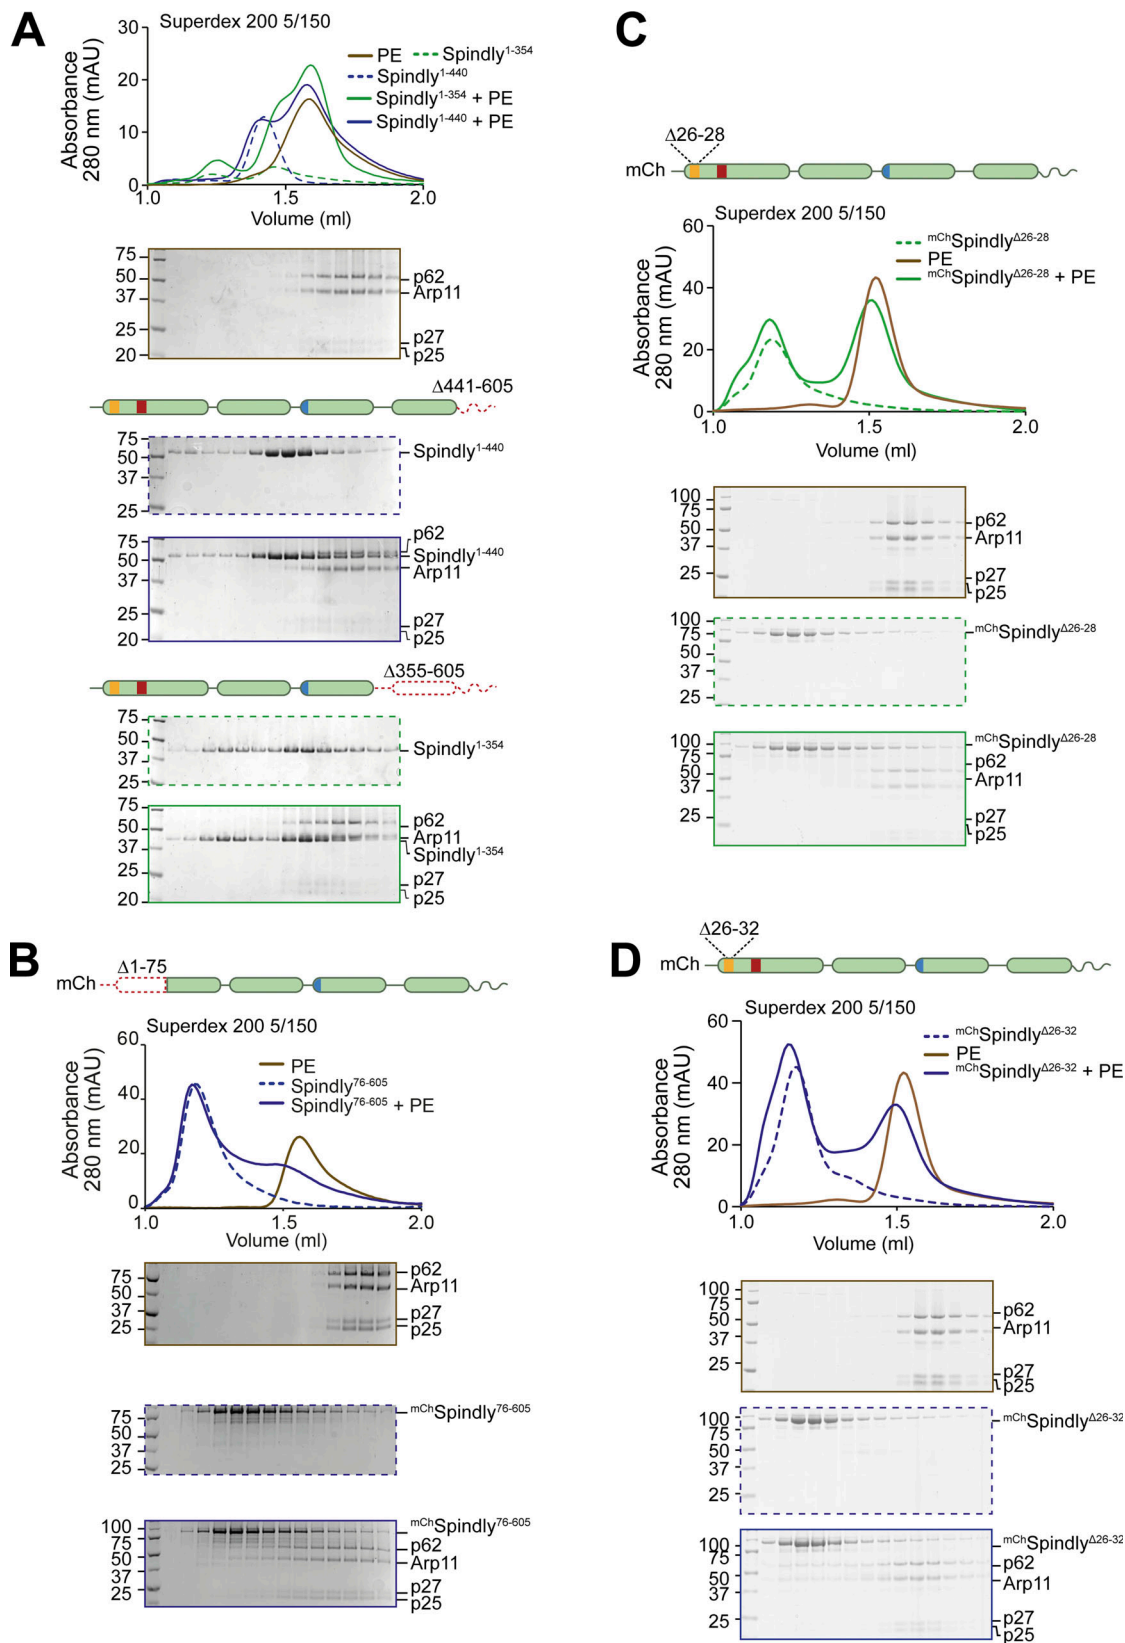 A
Superdex 200 5/150
Absorbance
280 nm (mAU)
30
20
10
0
1.0
1.5
2.0
Volume (ml)
PE
Spindly1-354
Spindly1-440
Spindly1-354 + PE
Spindly1-440 + PE
75
50
37
25
20
p62
Arp11
p27
p25
Δ441-605
75
50
37
25
Spindly1-440
75
50
37
25
20
p62
Spindly1-440
Arp11
p27
p25
Δ355-605
75
50
37
25
Spindly1-354
75
50
37
25
20
p62
Arp11
Spindly1-354
p27
p25
B
Δ1-75
mCh
Superdex 200 5/150
Absorbance
280 nm (mAU)
60
40
20
0
1.0
1.5
2.0
Volume (ml)
PE
Spindly76-605
Spindly76-605 + PE
75
50
37
25
p62
Arp11
p27
p25
75
50
37
25
mChSpindly76-605
100
75
50
37
25
mChSpindly76-605
p62
Arp11
p27
p25
C
Δ26-28
mCh
Superdex 200 5/150
Absorbance
280 nm (mAU)
60
40
20
0
1.0
1.5
2.0
Volume (ml)
mChSpindlyΔ26-28
PE
mChSpindlyΔ26-28 + PE
100
75
50
37
25
p62
Arp11
p27
p25
100
75
50
37
25
mChSpindlyΔ26-28
100
75
50
37
25
mChSpindlyΔ26-28
p62
Arp11
p27
p25
D
Δ26-32
mCh
Superdex 200 5/150
Absorbance
280 nm (mAU)
60
40
20
0
1.0
1.5
2.0
Volume (ml)
mChSpindlyΔ26-32
PE
mChSpindlyΔ26-32 + PE
100
75
50
37
25
p62
Arp11
p27
p25
100
75
50
37
25
mChSpindlyΔ26-32
100
75
50
37
25
mChSpindlyΔ26-32
p62
Arp11
p27
p25